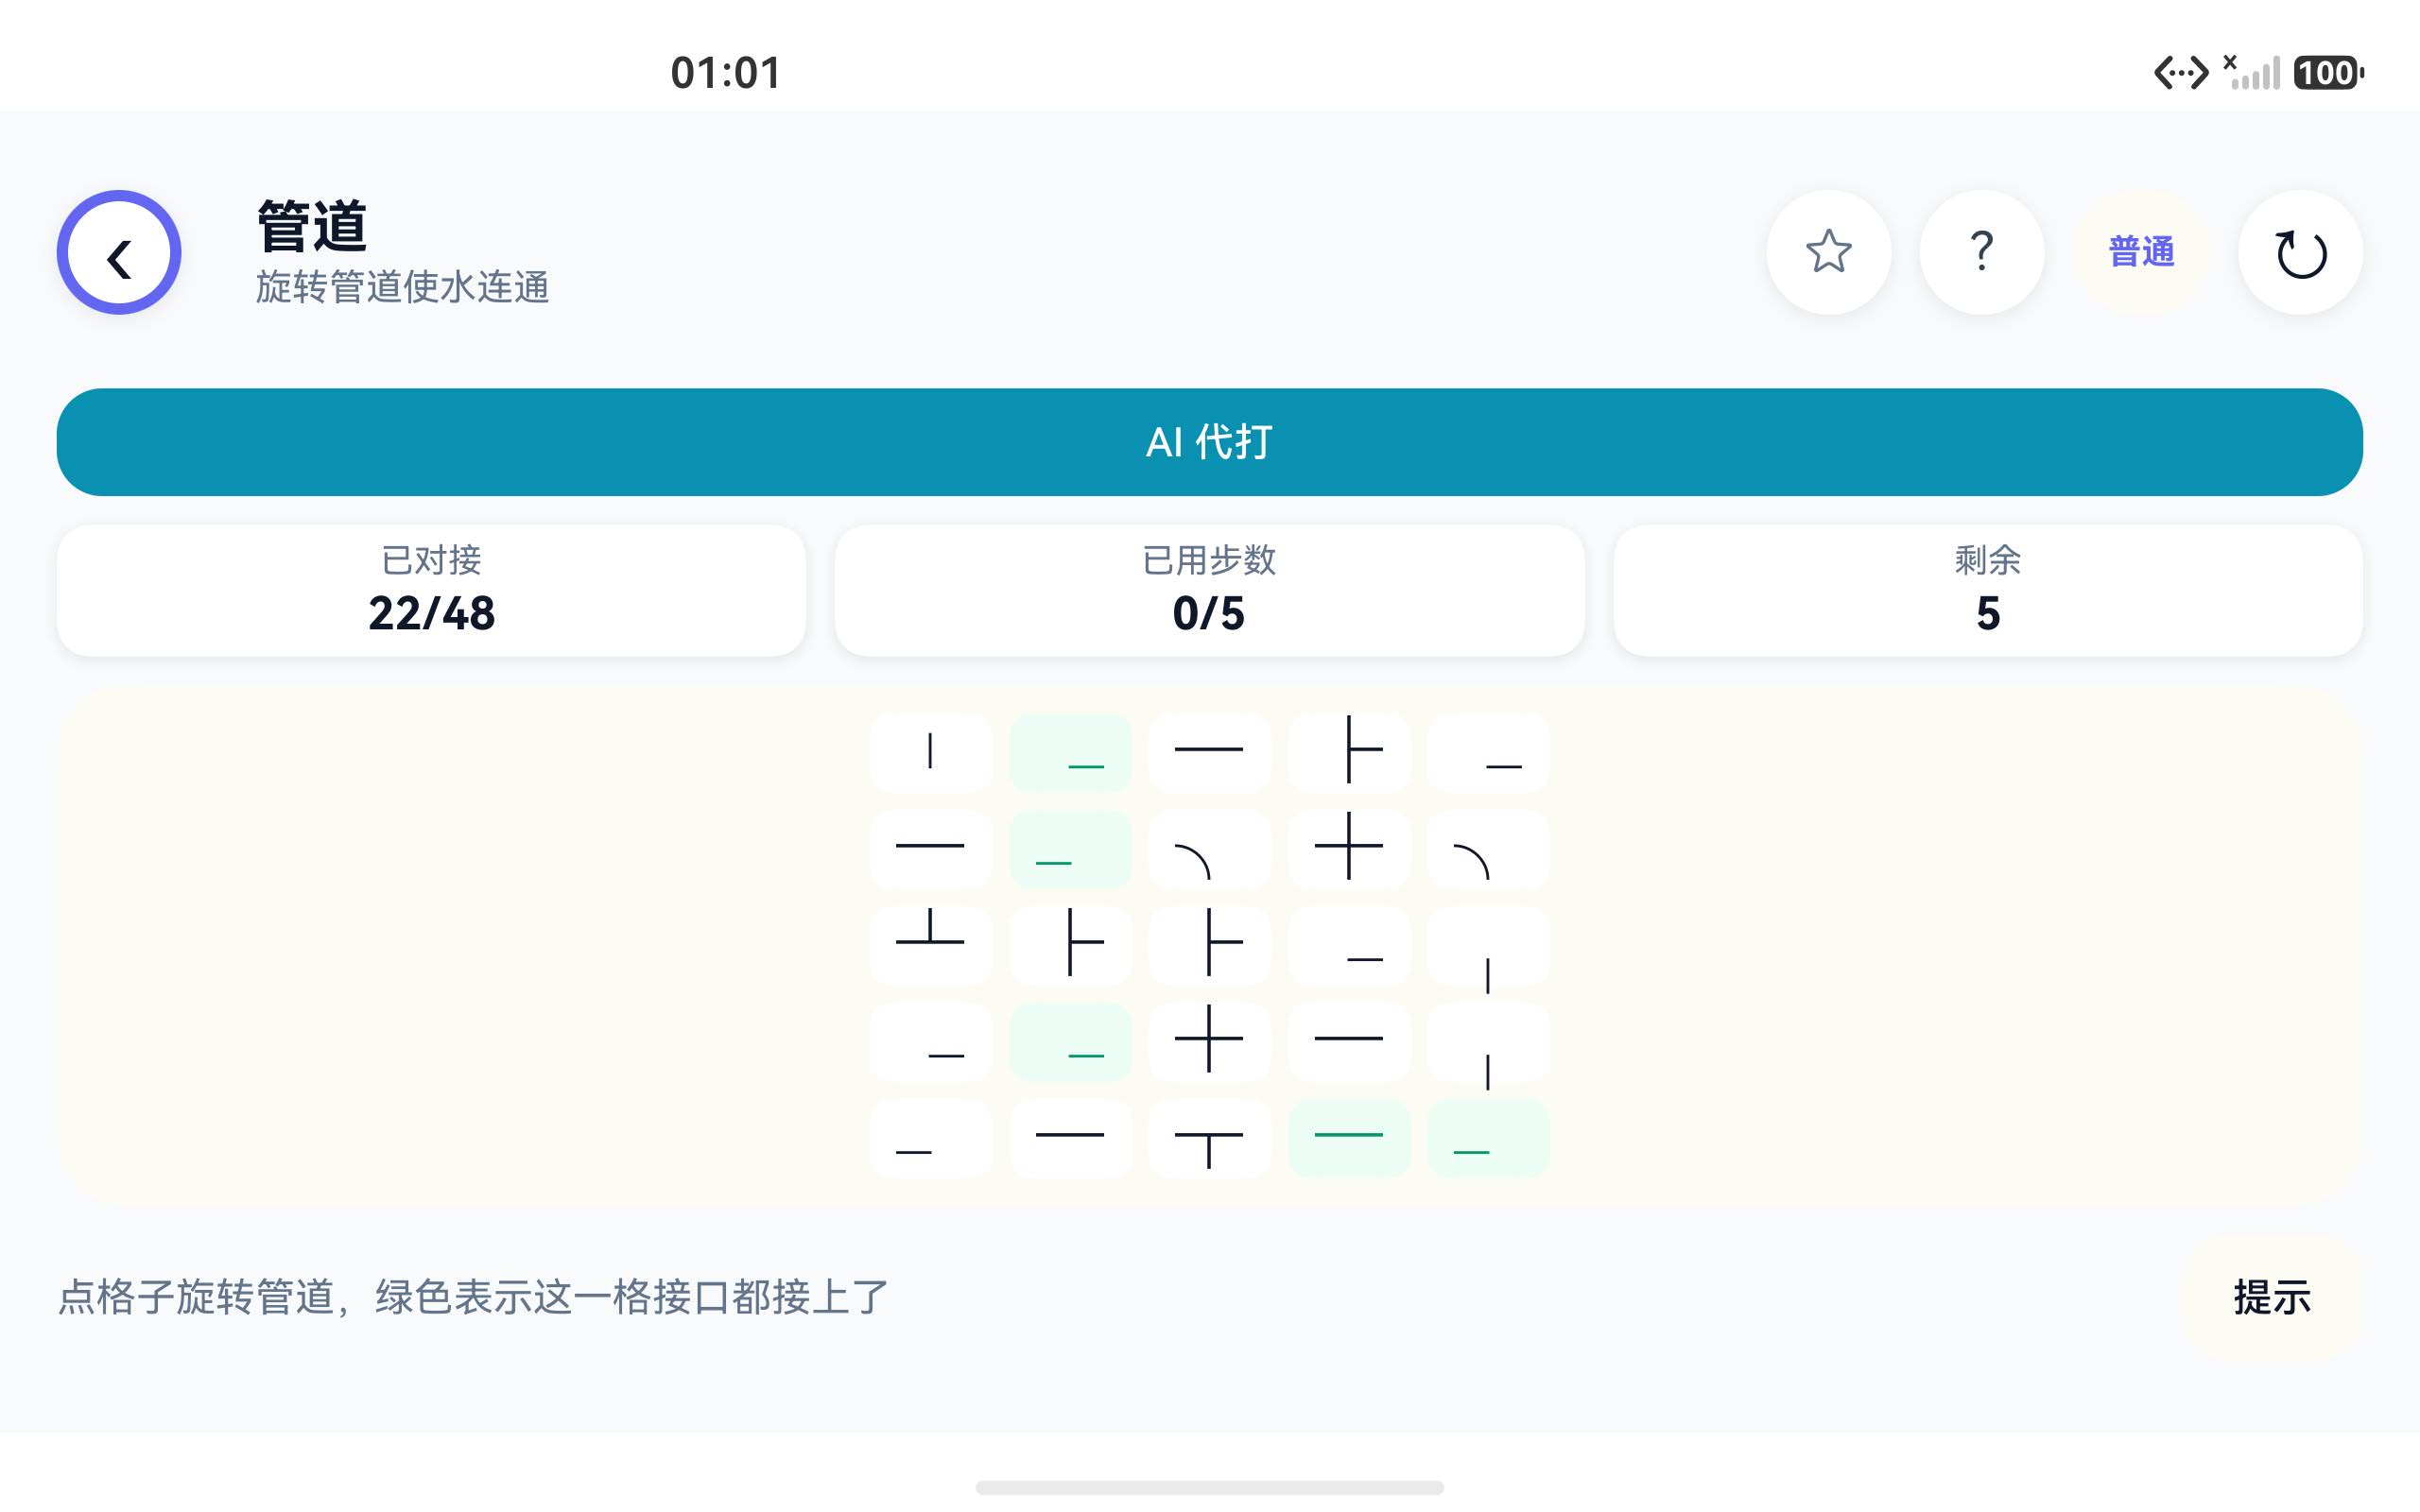 01:01
100
管道
旋转管道使水连通
?
普通
AI 代打
已对接
22/48
已用步数
0/5
剩余
5
点格子旋转管道，绿色表示这一格接口都接上了
提示